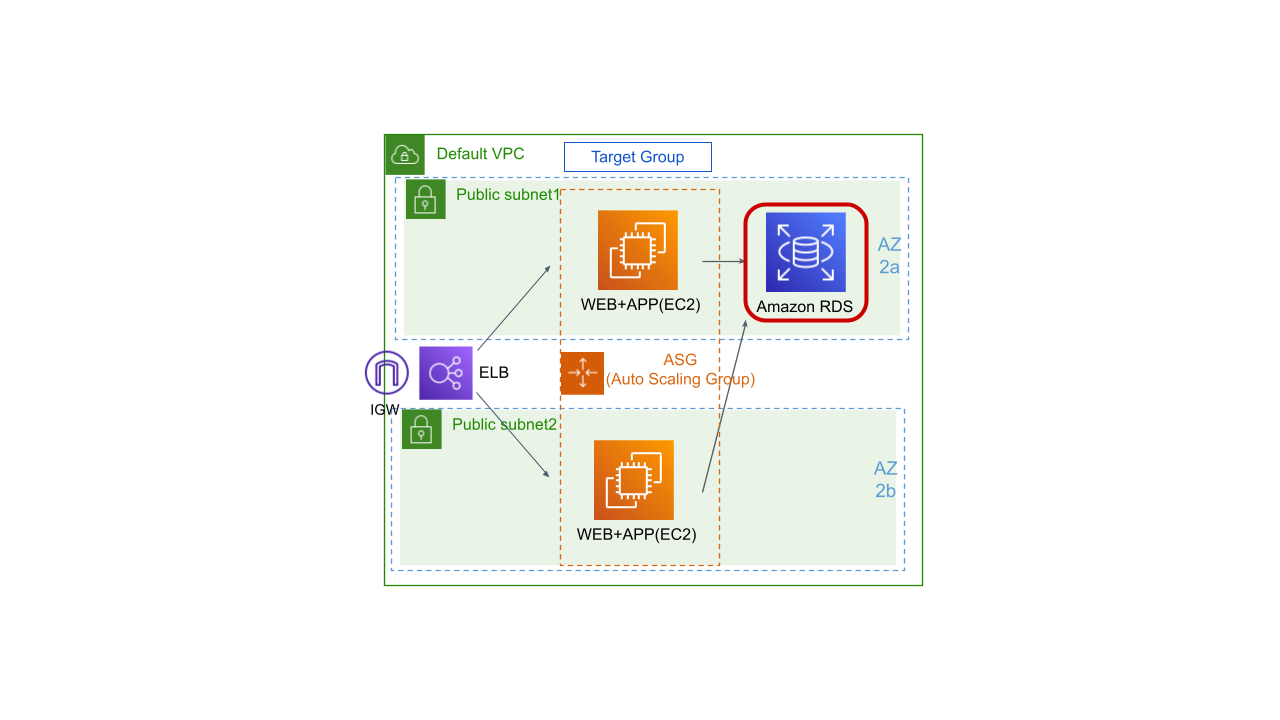 Default VPC
Target Group
Public subnet1
AZ
2a
WEB+APP(EC2)
Amazon RDS
ELB
ASG
(Auto Scaling Group)
IGW
Public subnet2
AZ
2b
WEB+APP(EC2)